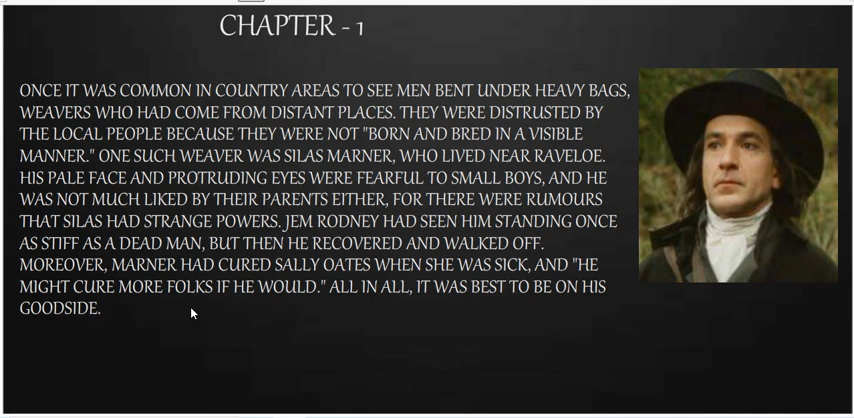 CHAPTER - 1
ONCE IT WAS COMMON IN COUNTRY AREAS TO SEE MEN BENT UNDER HEAVY BAGS,
WEAVERS WHO HAD COME FROM DISTANT PLACES. THEY WERE DISTRUSTED BY
THE LOCAL PEOPLE BECAUSE THEY WERE NOT "BORN AND BRED IN A VISIBLE
MANNER." ONE SUCH WEAVER WAS SILAS MARNER, WHO LIVED NEAR RAVELOE.
HIS PALE FACE AND PROTRUDING EYES WERE FEARFUL TO SMALL BOYS, AND HE
WAS NOT MUCH LIKED BY THEIR PARENTS EITHER, FOR THERE WERE RUMOURS
THAT SILAS HAD STRANGE POWERS. JEM RODNEY HAD SEEN HIM STANDING ONCE
AS STIFF AS A DEAD MAN, BUT THEN HE RECOVERED AND WALKED OFF.
MOREOVER, MARNER HAD CURED SALLY OATES WHEN SHE WAS SICK, AND "HE
MIGHT CURE MORE FOLKS IF HE WOULD." ALL IN ALL, IT WAS BEST TO BE ON HIS
GOODSIDE.